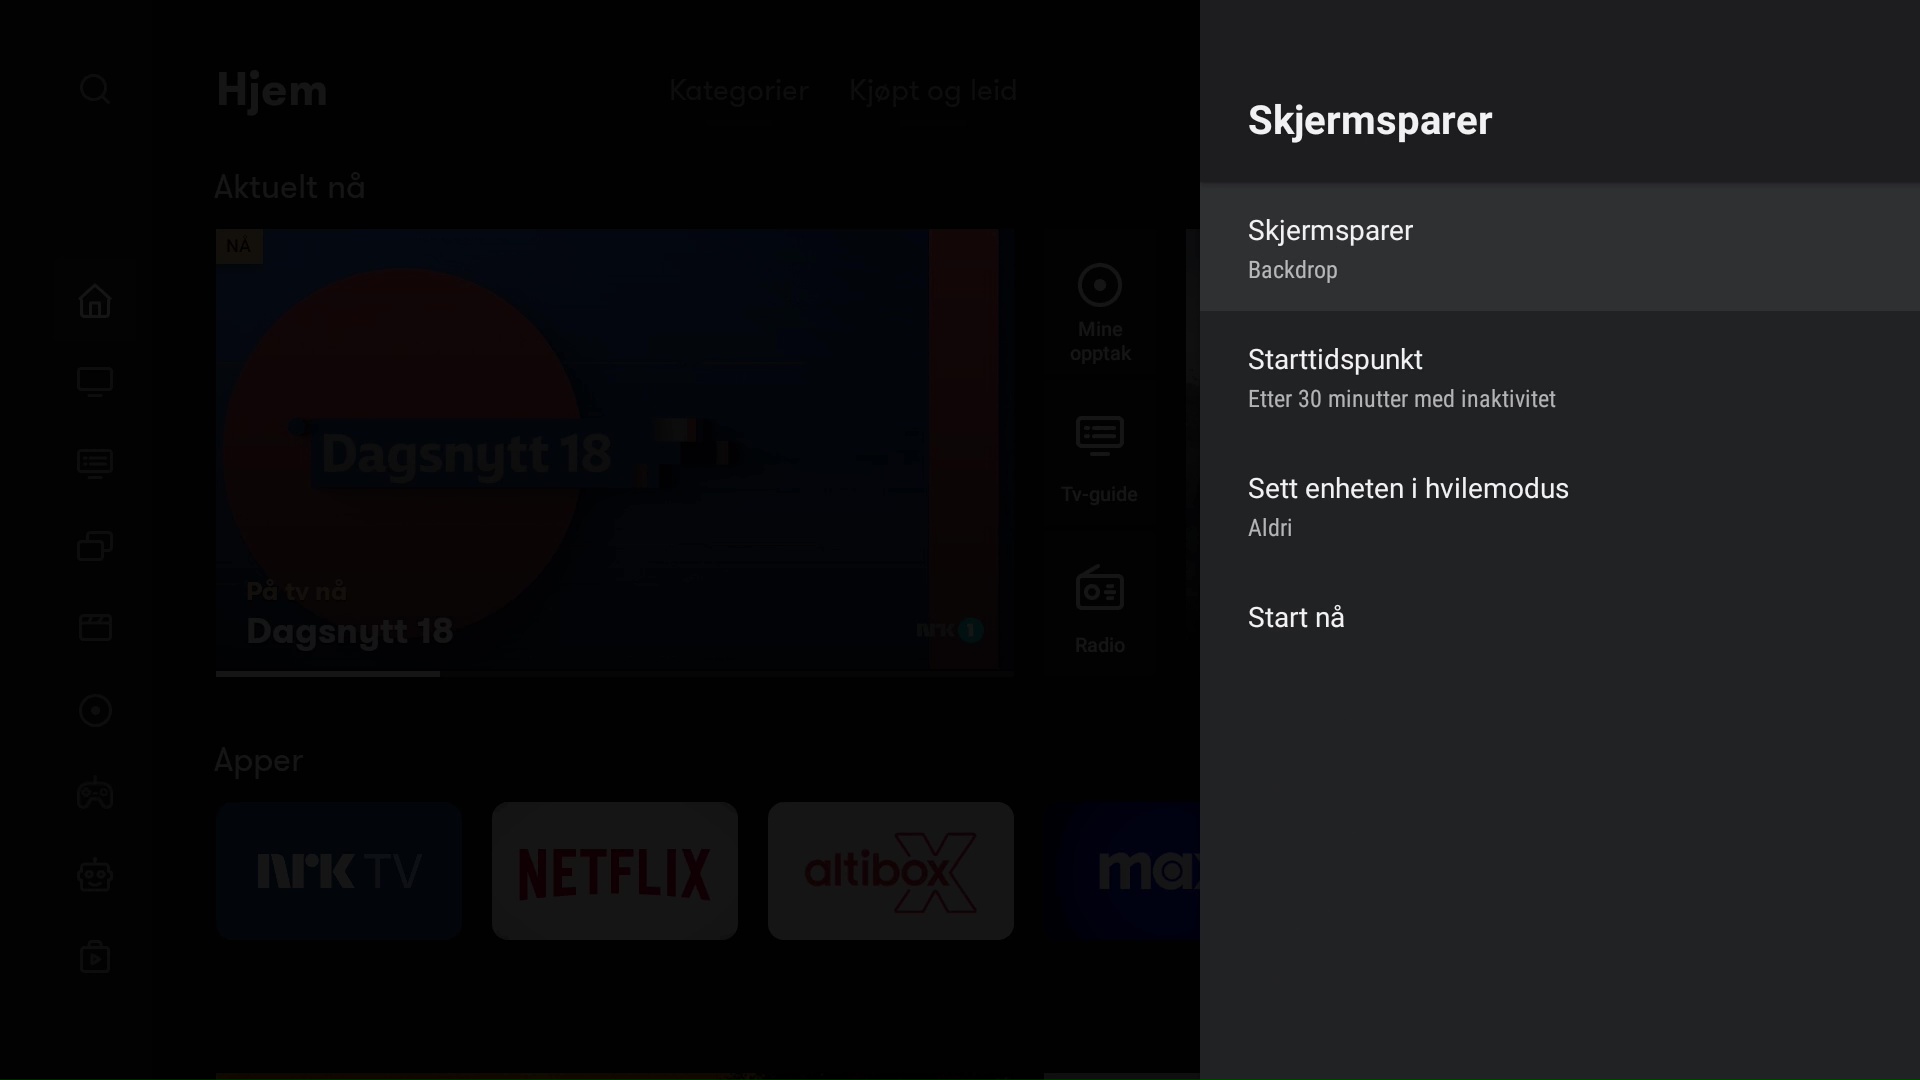 Hjem
Kategorier
Kjøpt og leid
Aktuelt nå
NÅ
Dagsnytt 18
På tv nå
Dagsnytt 18
nrk 1
Mine
opptak
Tv-guide
Radio
Apper
nrk TV
NETFLIX
altibox X
max
Skjermsparer
Skjermsparer
Backdrop
Starttidspunkt
Etter 30 minutter med inaktivitet
Sett enheten i hvilemodus
Aldri
Start nå